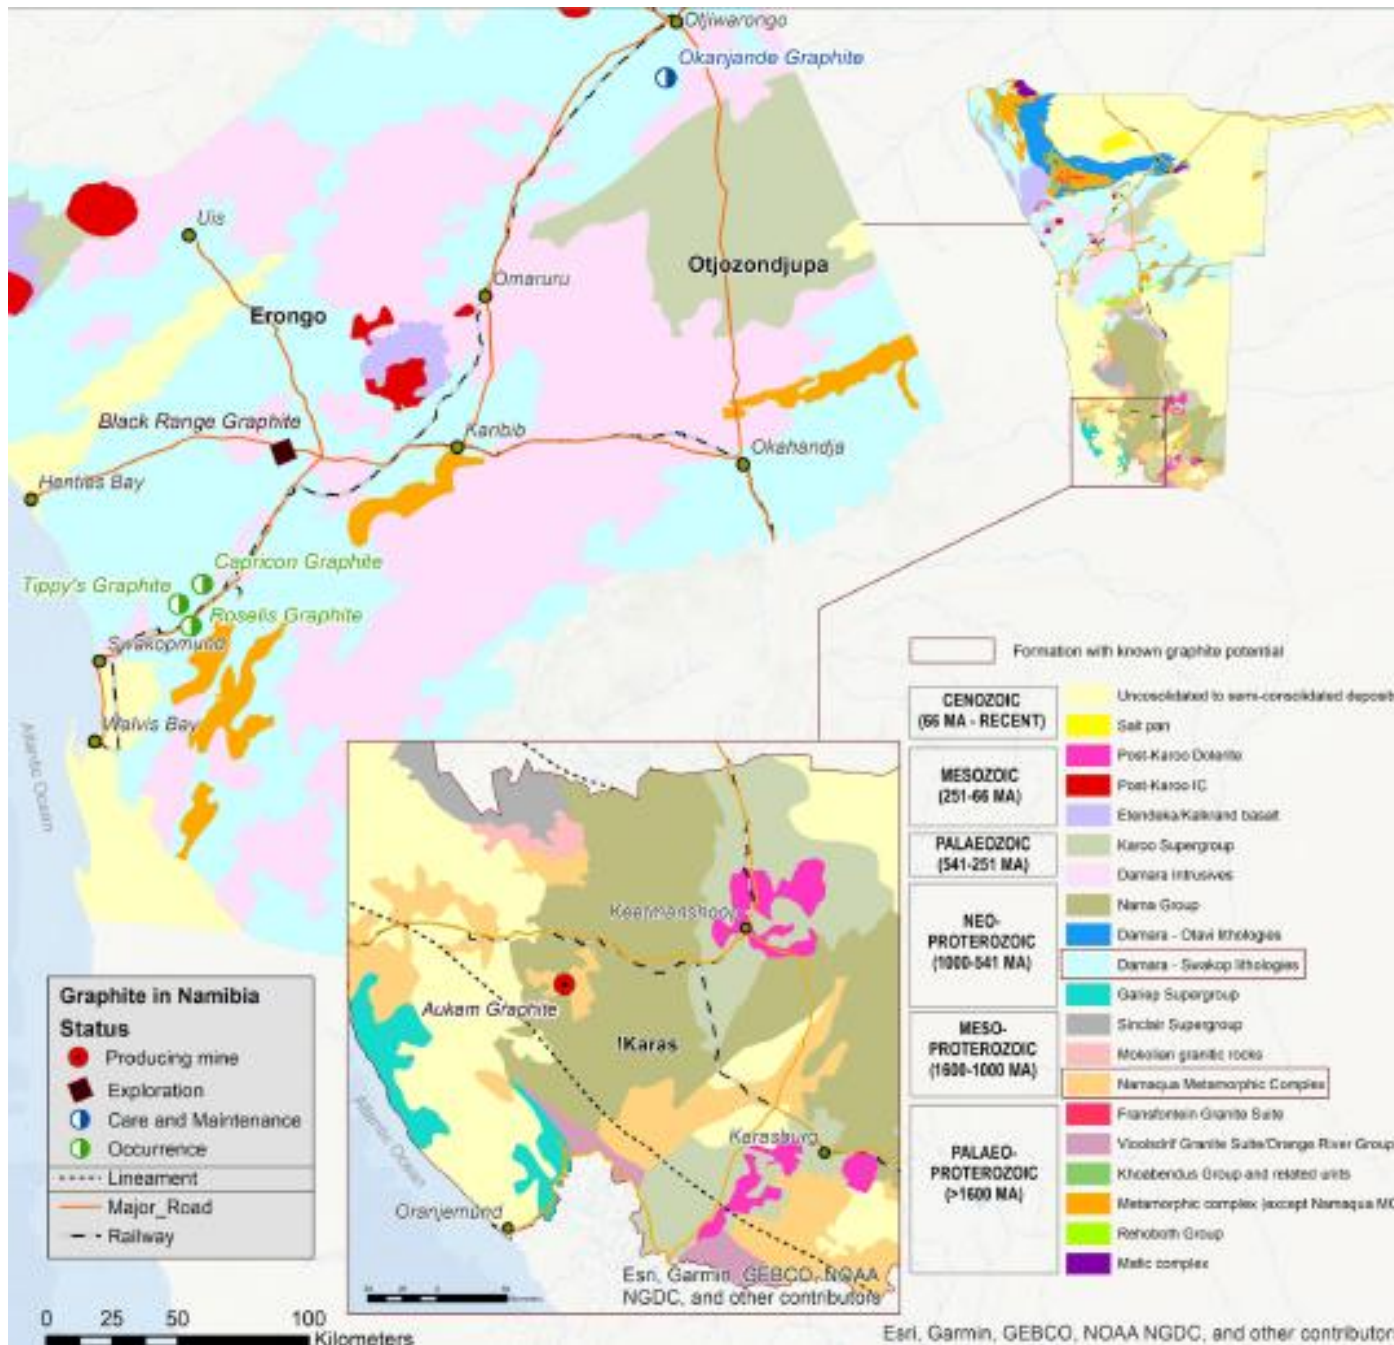 Otjiwarongo
Okanjande Graphite
Uis
Omaruru
Otjozondjupa
Erongo
Black Range Graphite
Karibib
Okahandja
Henties Bay
Capricon Graphite
Tippy's Graphite
Roselis Graphite
Swakopmund
Walvis Bay
Atlantic Ocean
Formation with known graphite potential
CENOZOIC
(66 MA - RECENT)
Uncosolidated to semi-consolidated deposits
Salt pan
MESOZOIC
(251-66 MA)
Post-Karoo Dolerite
Post-Karoo IC
Etendeka/Kalkrand basalt
PALAEOZOIC
(541-251 MA)
Karoo Supergroup
Damara Intrusives
NEO-
PROTEROZOIC
(1000-541 MA)
Nama Group
Damara - Otavi lithologies
Damara - Swakop lithologies
Gariep Supergroup
MESO-
PROTEROZOIC
(1600-1000 MA)
Sinclair Supergroup
Mokolian granitic rocks
Namaqua Metamorphic Complex
PALAEO-
PROTEROZOIC
(>1600 MA)
Fransfontein Granite Suite
Vioolsdrif Granite Suite/Orange River Group
Khoabendus Group and related units
Metamorphic complex (except Namaqua MC
Rehoboth Group
Mafic complex
Keetmanshoop
Aukam Graphite
!Karas
Karasburg
Atlantic Ocean
Oranjemund
Esri, Garmin, GEBCO, NOAA
NGDC, and other contributors
Graphite in Namibia
Status
Producing mine
Exploration
Care and Maintenance
Occurrence
Lineament
Major_Road
Railway
0 25 50 100
Kilometers
Esri, Garmin, GEBCO, NOAA NGDC, and other contributors